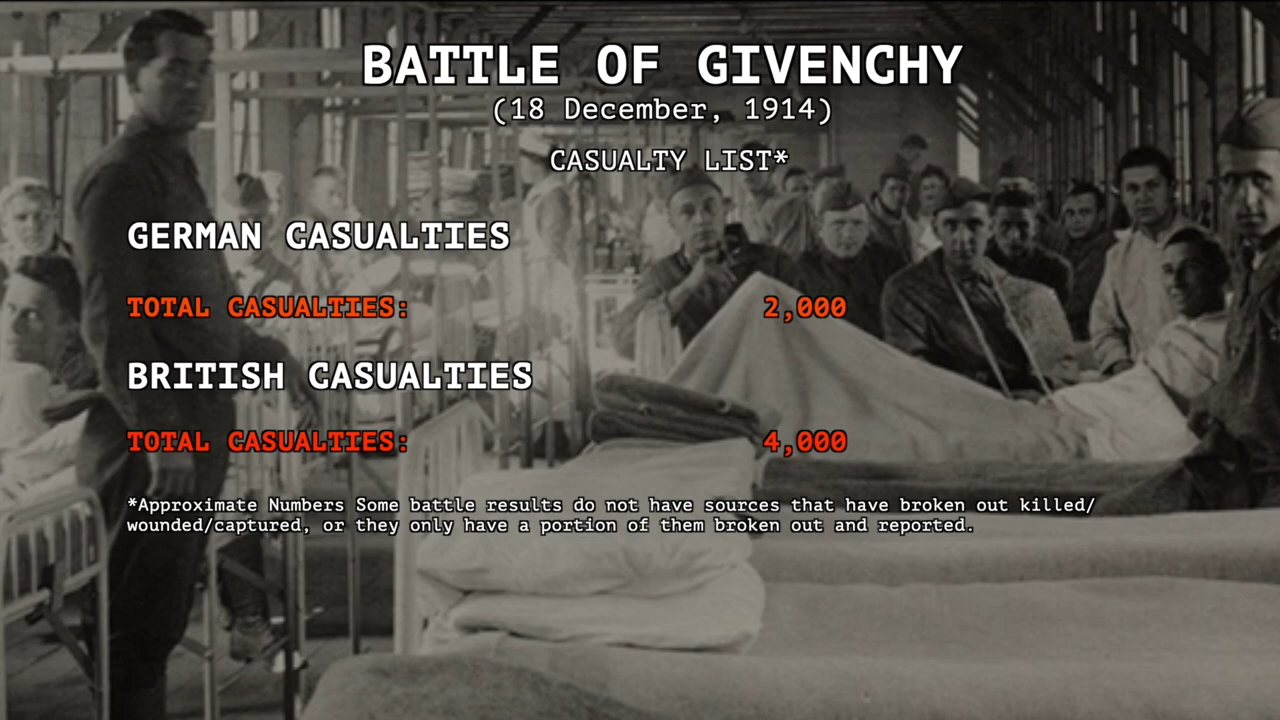 BATTLE OF GIVENCHY
(18 December, 1914)
CASUALTY LIST*
GERMAN CASUALTIES
TOTAL CASUALTIES: 2,000
BRITISH CASUALTIES
TOTAL CASUALTIES: 4,000
*Approximate Numbers Some battle results do not have sources that have broken out killed/
wounded/captured, or they only have a portion of them broken out and reported.